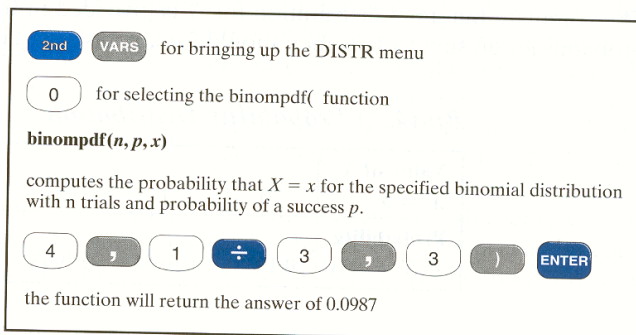 2nd VARS for bringing up the DISTR menu
0 for selecting the binompdf( function
binompdf(n, p, x)
computes the probability that X = x for the specified binomial distribution
with n trials and probability of a success p.
4 , 1 ÷ 3 , 3 ) ENTER
the function will return the answer of 0.0987